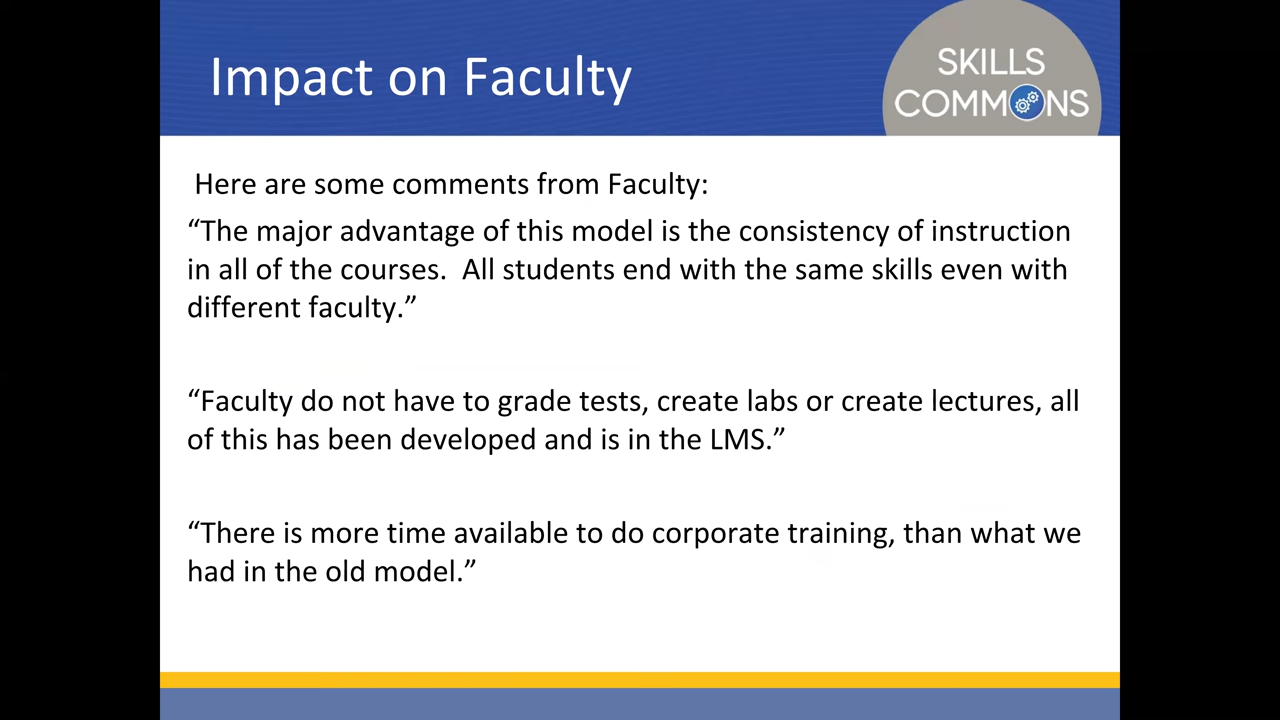 Impact on Faculty
SKILLS
COMMONS
Here are some comments from Faculty:
“The major advantage of this model is the consistency of instruction
in all of the courses.  All students end with the same skills even with
different faculty.”
“Faculty do not have to grade tests, create labs or create lectures, all
of this has been developed and is in the LMS.”
“There is more time available to do corporate training, than what we
had in the old model.”